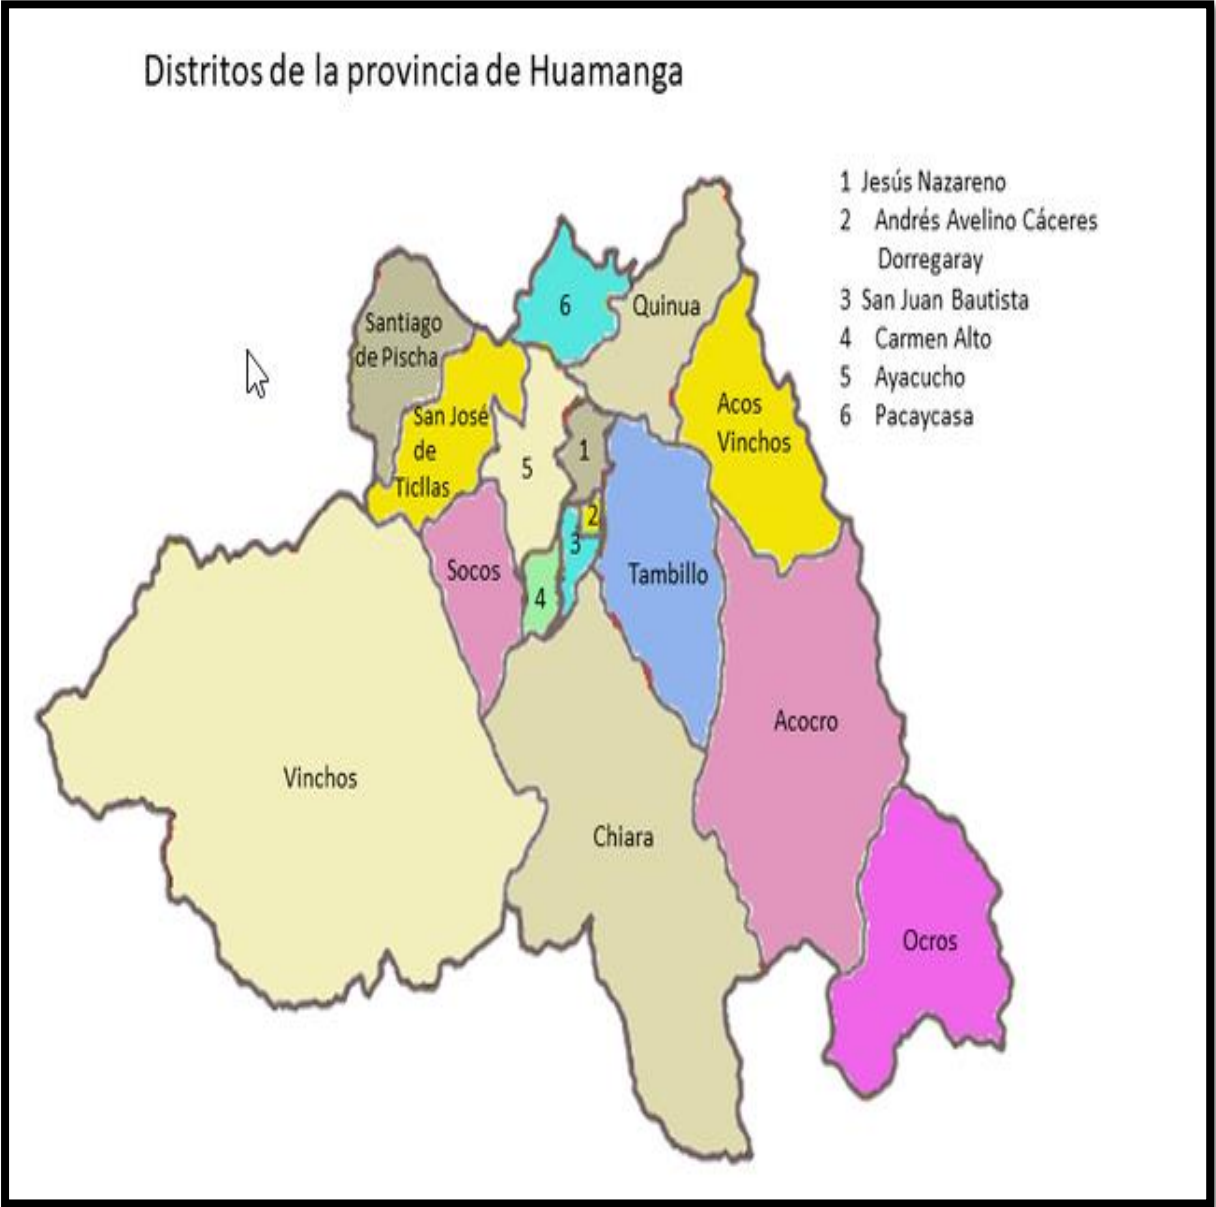 Distritos de la provincia de Huamanga
1 Jesús Nazareno
2 Andrés Avelino Cáceres
Dorregaray
3 San Juan Bautista
4 Carmen Alto
5 Ayacucho
6 Pacaycasa
6
Quinua
Santiago
de Pischa
San José
de
Ticllas
Acos
Vinchos
5
1
2
3
4
Socos
Tambillo
Acocro
Vinchos
Chiara
Ocros